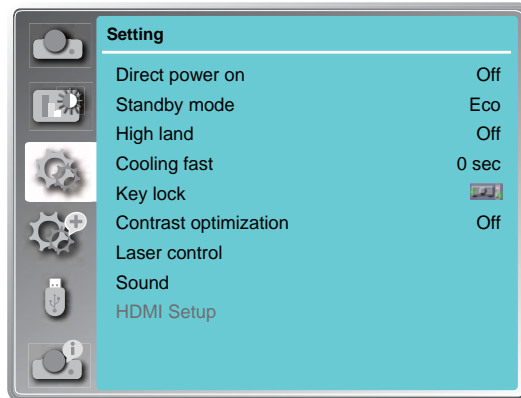 Setting
Direct power on Off
Standby mode Eco
High land Off
Cooling fast 0 sec
Key lock
Contrast optimization Off
Laser control
Sound
HDMI Setup